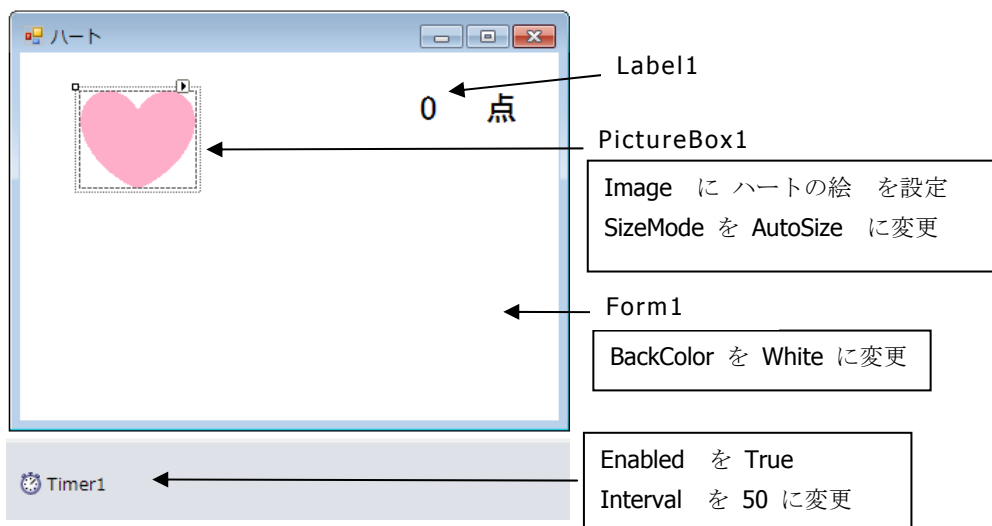 ハート
0 点
Label1
PictureBox1
Image に ハートの絵 を設定
SizeMode を AutoSize に変更
Form1
BackColor を White に変更
Timer1
Enabled を True
Interval を 50 に変更